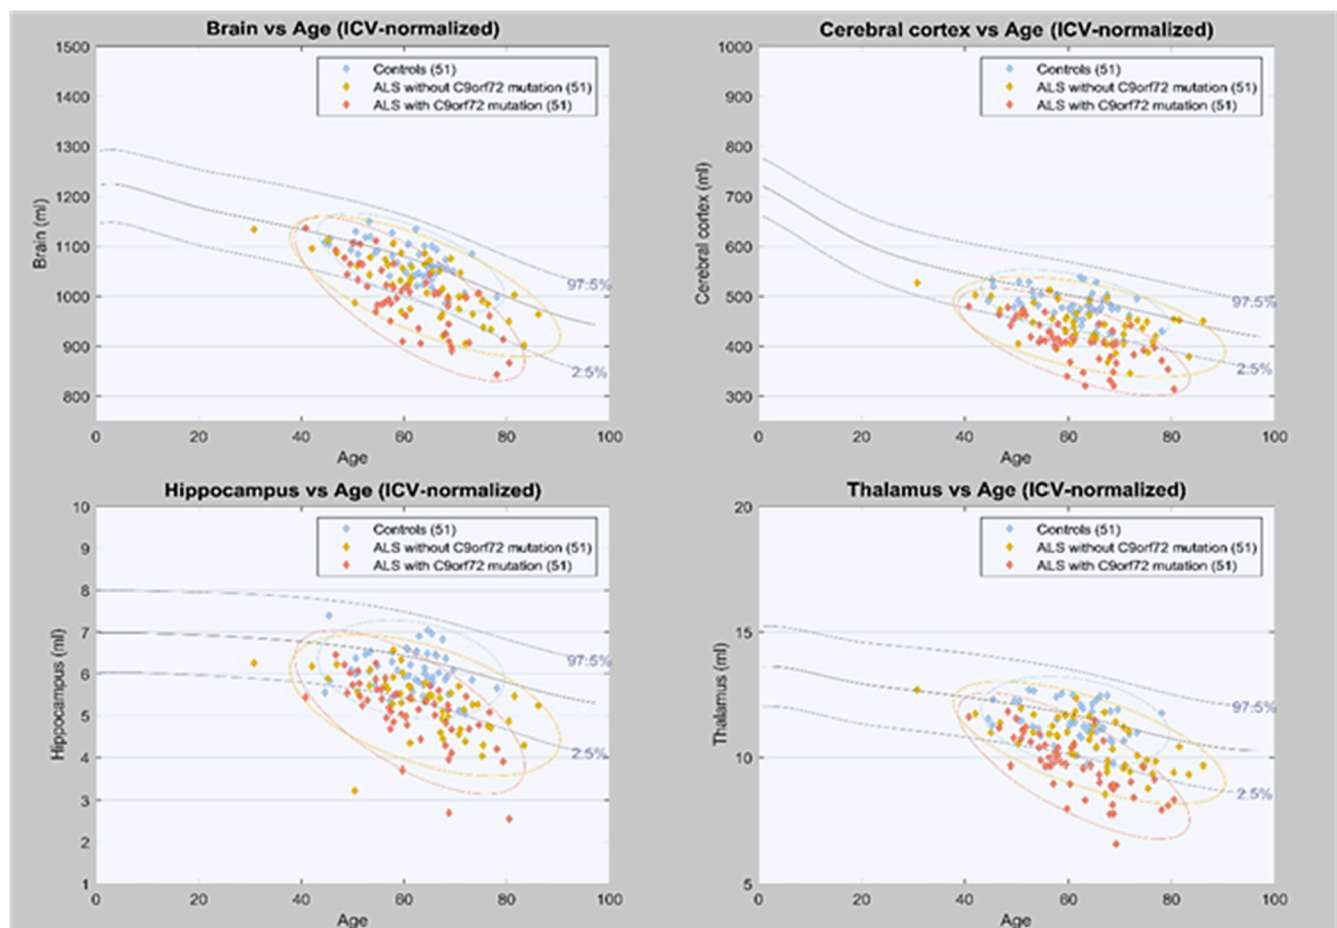 Brain vs Age (ICV-normalized)
1500
1400
1300
1200
1100
1000
900
800
Brain (ml)
Controls (51)
ALS without C9orf72 mutation (51)
ALS with C9orf72 mutation (51)
97.5%
2.5%
0 20 40 60 80 100
Age
Cerebral cortex vs Age (ICV-normalized)
1000
900
800
700
600
500
400
300
Cerebral cortex (ml)
Controls (51)
ALS without C9orf72 mutation (51)
ALS with C9orf72 mutation (51)
97.5%
2.5%
0 20 40 60 80 100
Age
Hippocampus vs Age (ICV-normalized)
10
9
8
7
6
5
4
3
2
1
Hippocampus (ml)
Controls (51)
ALS without C9orf72 mutation (51)
ALS with C9orf72 mutation (51)
97.5%
2.5%
0 20 40 60 80 100
Age
Thalamus vs Age (ICV-normalized)
20
15
10
5
Thalamus (ml)
Controls (51)
ALS without C9orf72 mutation (51)
ALS with C9orf72 mutation (51)
97.5%
2.5%
0 20 40 60 80 100
Age